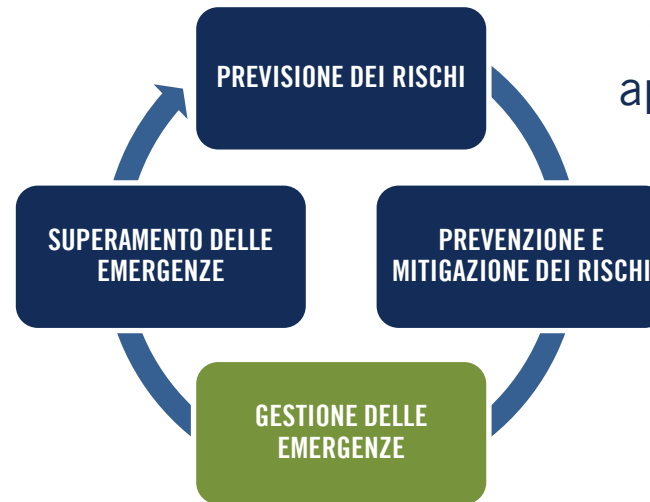 PREVISIONE DEI RISCHI
ap
SUPERAMENTO DELLE
EMERGENZE
PREVENZIONE E
MITIGAZIONE DEI RISCHI
GESTIONE DELLE
EMERGENZE